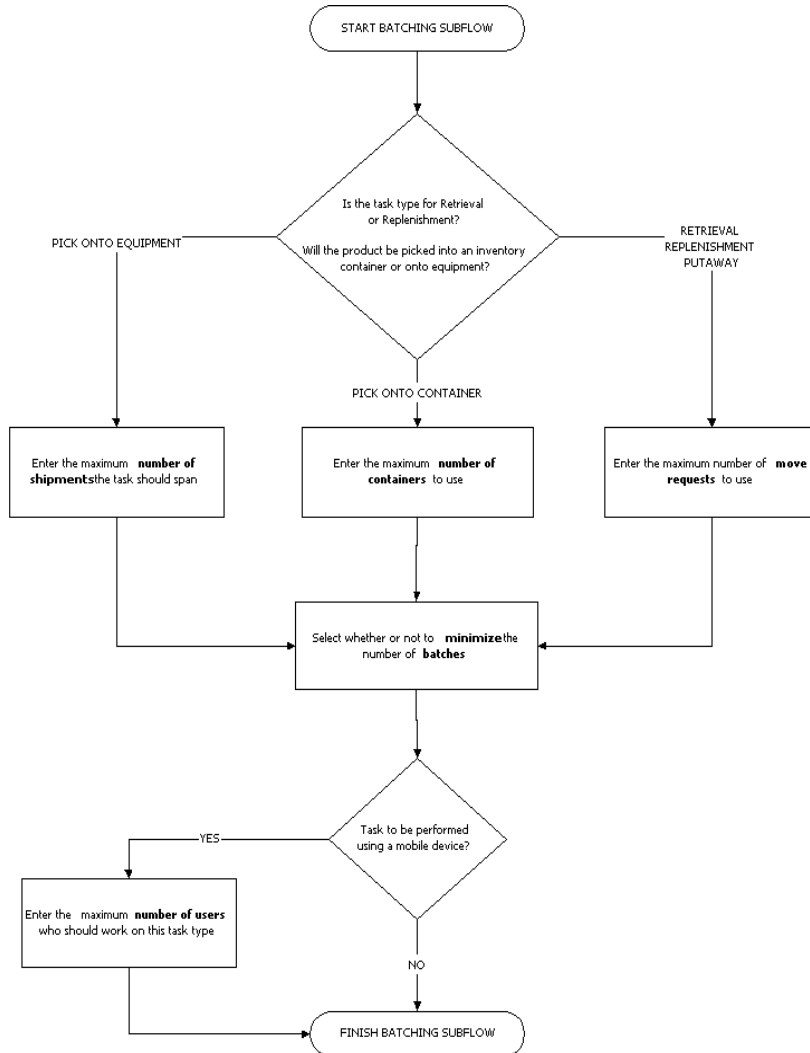 START BATCHING SUBFLOW
Is the task type for Retrieval
or Replenishment?
Will the product be picked into an inventory
container or onto equipment?
PICK ONTO EQUIPMENT
RETRIEVAL
REPLENISHMENT
PUTAWAY
PICK ONTO CONTAINER
Enter the maximum number of
shipments the task should span
Enter the maximum number of
containers to use
Enter the maximum number of move
requests to use
Select whether or not to minimize the
number of batches
Task to be performed
using a mobile device?
YES
Enter the maximum number of users
who should work on this task type
NO
FINISH BATCHING SUBFLOW